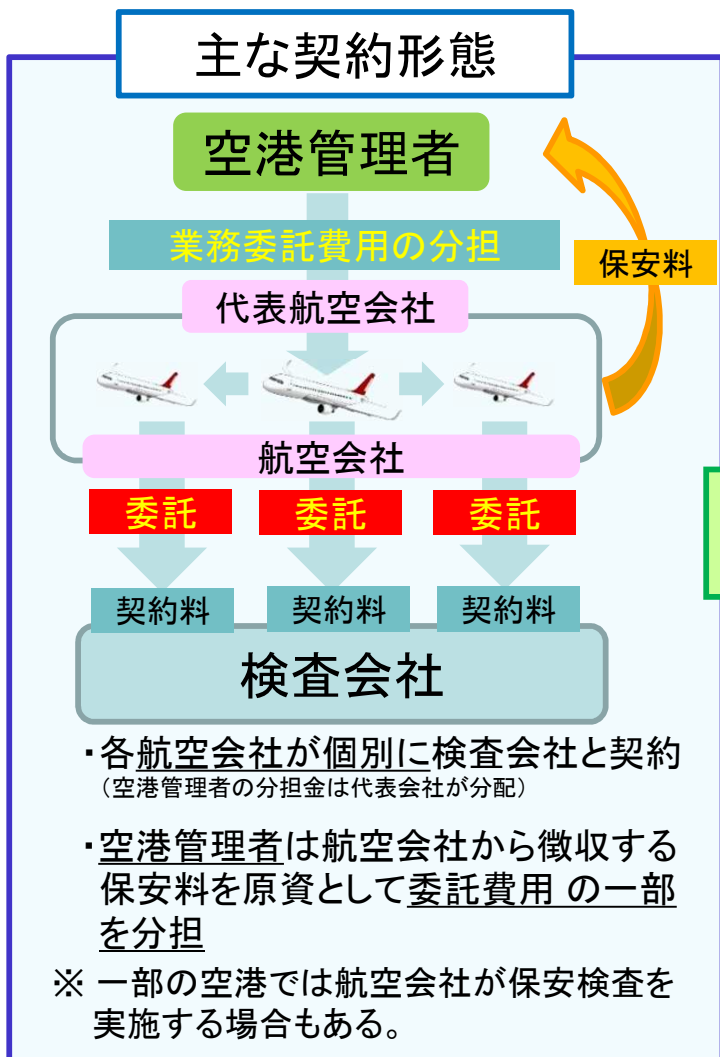 主な契約形態
空港管理者
業務委託費用の分担
保安料
代表航空会社
航空会社
委託 委託 委託
契約料 契約料 契約料
検査会社
・各航空会社が個別に検査会社と契約
（空港管理者の分担金は代表会社が分配）
・空港管理者は航空会社から徴収する
保安料を原資として委託費用 の一部
を分担
※ 一部の空港では航空会社が保安検査を
実施する場合もある。